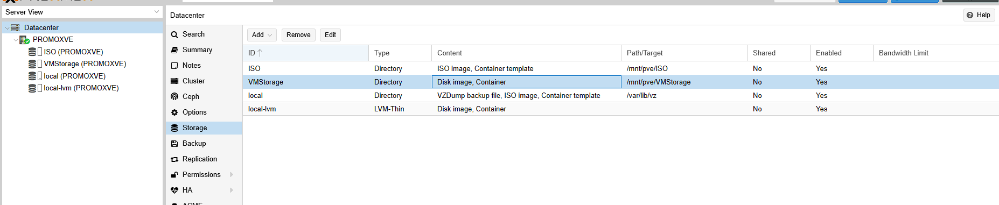 Server View
Datacenter
PROMOXVE
ISO (PROMOXVE)
VMStorage (PROMOXVE)
local (PROMOXVE)
local-lvm (PROMOXVE)
Datacenter
Help
Search
Summary
Notes
Cluster
Ceph
Options
Storage
Backup
Replication
Permissions
HA
ACME
Add Remove Edit
ID Type Content Path/Target Shared Enabled Bandwidth Limit
ISO Directory ISO image, Container template /mnt/pve/ISO No Yes
VMStorage Directory Disk image, Container /mnt/pve/VMStorage No Yes
local Directory VZDump backup file, ISO image, Container template /var/lib/vz No Yes
local-lvm LVM-Thin Disk image, Container No Yes